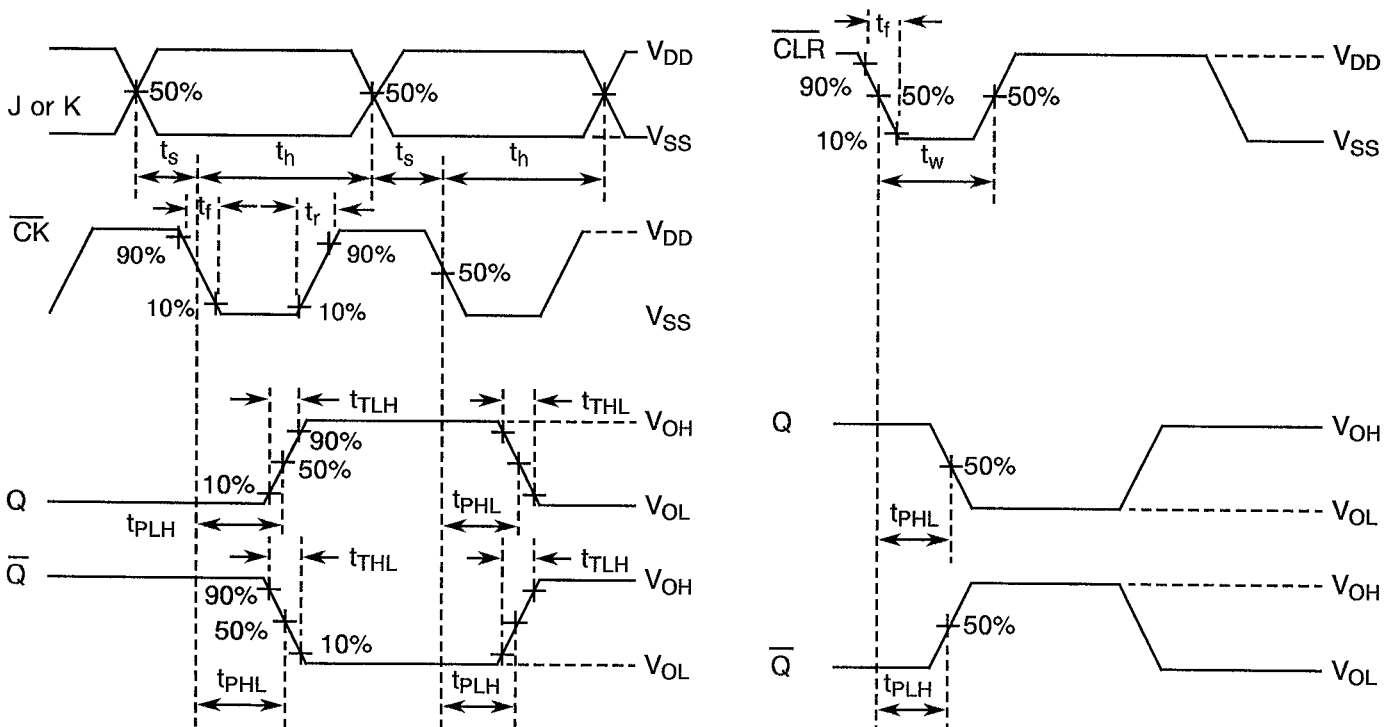 J or K 50% 50% V_DD
V_SS
t_s t_h t_s t_h
C̅K̅ t_f t_r V_DD
90% 90% 50%
10% 10% V_SS
t_TLH t_THL V_OH
90%
50%
10%
Q V_OL
t_PLH t_PHL
Q̅ t_THL t_TLH V_OH
90%
50% 10%
V_OL
t_PHL t_PLH
t_f
C̅L̅R̅ V_DD
90% 50% 50%
10% V_SS
t_w
Q V_OH
50%
V_OL
t_PHL
V_OH
50%
Q̅ V_OL
t_PLH